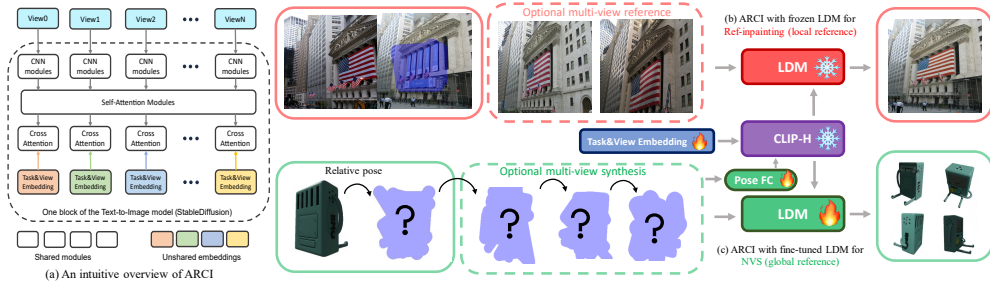 View0
View1
View2
ViewN
CNN modules
CNN modules
CNN modules
CNN modules
Self-Attention Modules
Cross Attention
Cross Attention
Cross Attention
Cross Attention
Task&View Embedding
Task&View Embedding
Task&View Embedding
Task&View Embedding
One block of the Text-to-Image model (StableDiffusion)
Shared modules
Unshared embeddings
(a) An intuitive overview of ARCI
Optional multi-view reference
Task&View Embedding
Relative pose
Optional multi-view synthesis
?
?
?
?
(b) ARCI with frozen LDM for
Ref-inpainting (local reference)
LDM
CLIP-H
Pose FC
LDM
(c) ARCI with fine-tuned LDM for
NVS (global reference)